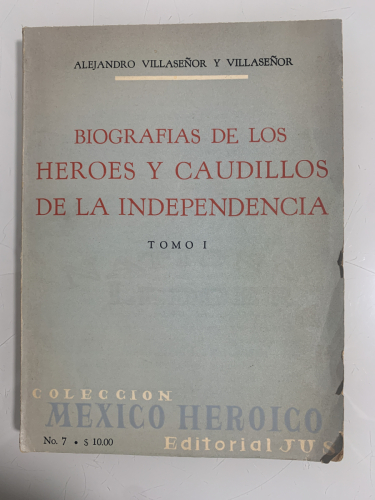 ALEJANDRO VILLASEÑOR Y VILLASEÑOR
BIOGRAFIAS DE LOS
HEROES Y CAUDILLOS
DE LA INDEPENDENCIA
TOMO I
COLECCION
MEXICO HEROICO
No. 7 • $ 10.00
Editorial JUS